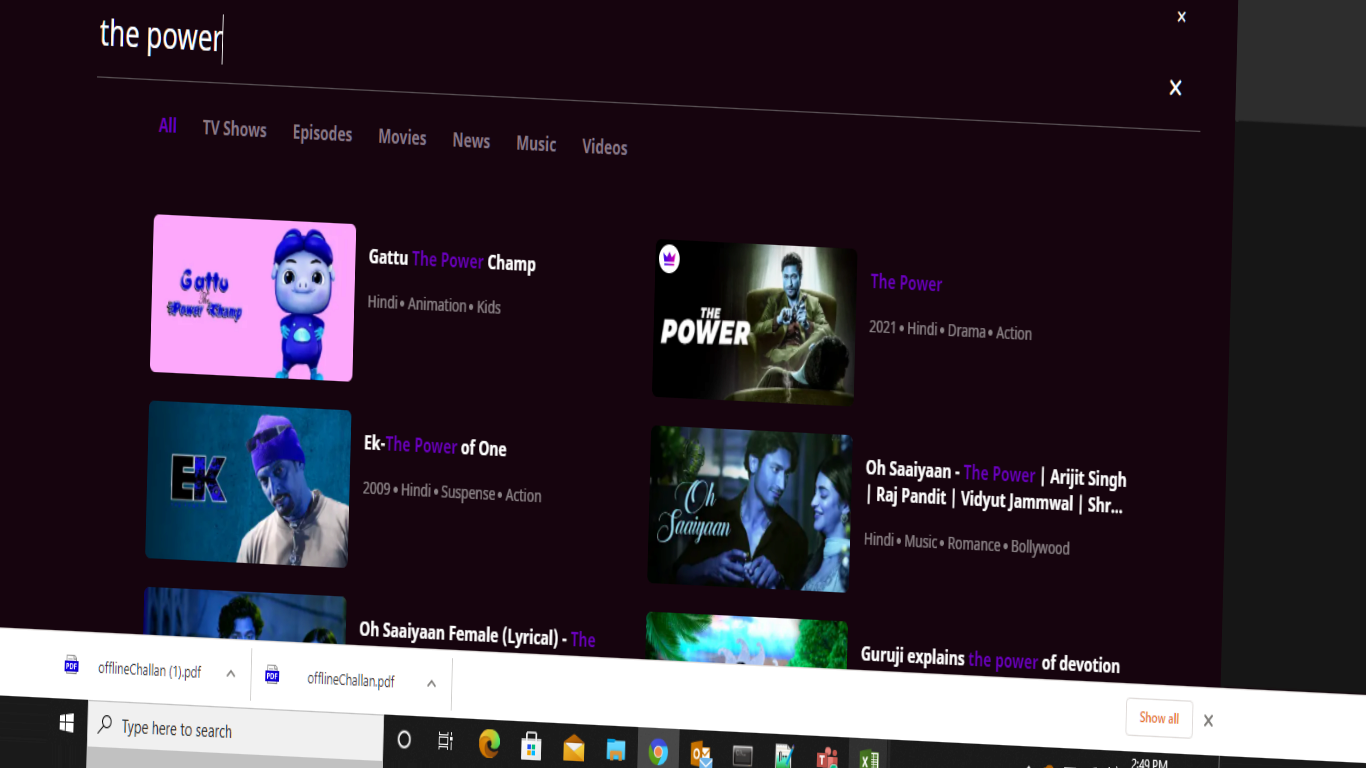 the power
x
X
All TV Shows Episodes Movies News Music Videos
Gattu
The
Power Champ
Gattu The Power Champ
Hindi • Animation • Kids
THE
POWER
The Power
2021 • Hindi • Drama • Action
EK
Ek-The Power of One
2009 • Hindi • Suspense • Action
Oh
Saaiyaan
Oh Saaiyaan - The Power | Arijit Singh
| Raj Pandit | Vidyut Jammwal | Shr...
Hindi • Music • Romance • Bollywood
Oh Saaiyaan Female (Lyrical) - The
Guruji explains the power of devotion
PDF offlineChallan (1).pdf
PDF offlineChallan.pdf
Show all
Type here to search
2:49 PM